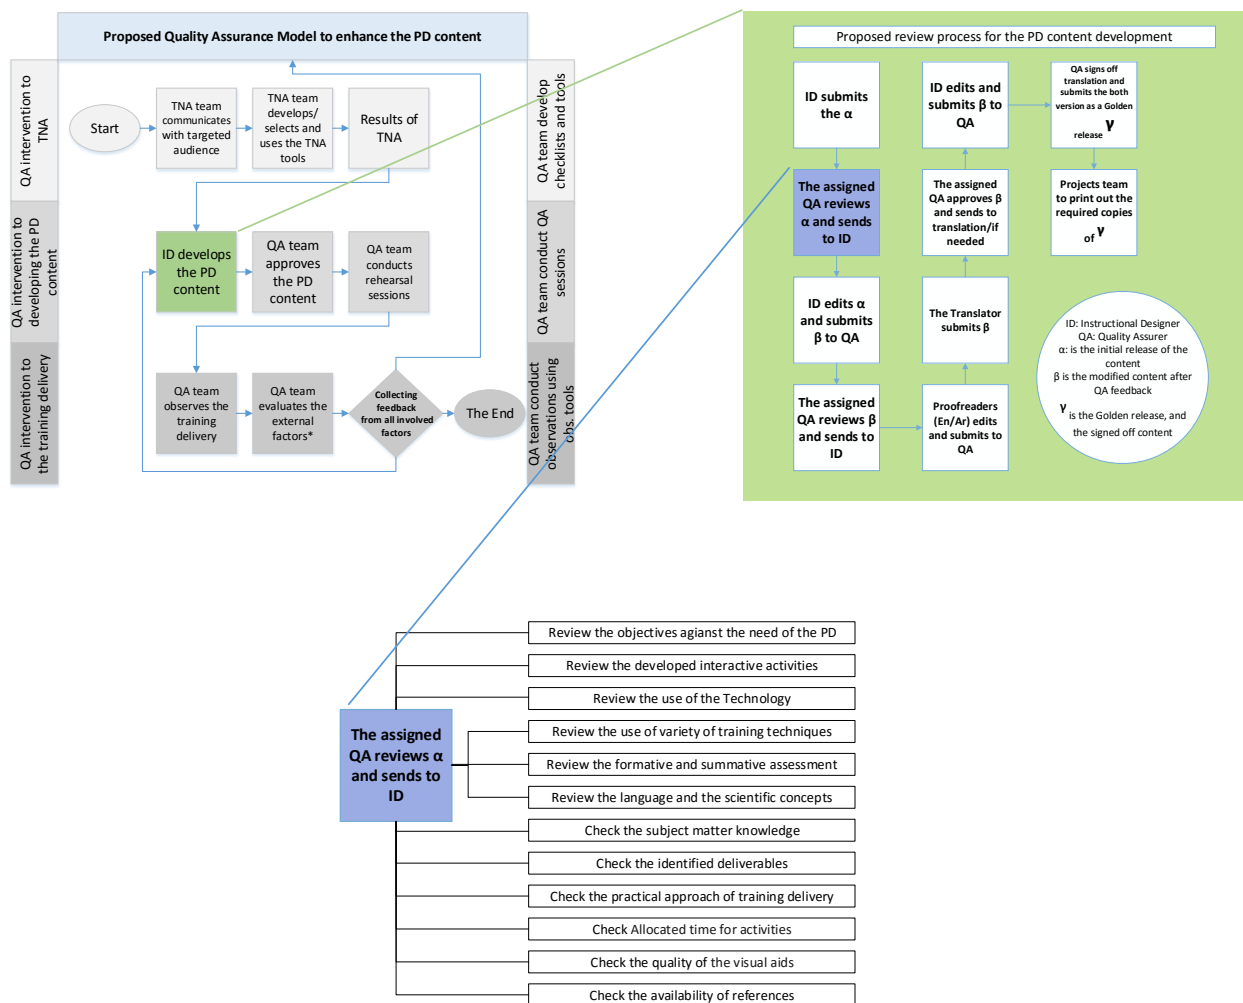 Proposed Quality Assurance Model to enhance the PD content
QA intervention to
TNA
Start
TNA team
communicates
with targeted
audience
TNA team
develops/
selects and
uses the TNA
tools
Results of
TNA
QA team develop
checklists and tools
QA intervention to
developing the PD
content
ID develops
the PD
content
QA team
approves
the PD
content
QA team
conducts
rehearsal
sessions
QA team conduct QA
sessions
QA intervention to
the training delivery
QA team
observes the
training
delivery
QA team
evaluates the
external
factors*
Collecting
feedback
from all involved
factors
The End
QA team conduct
observations using
obs. tools
Proposed review process for the PD content development
ID submits
the α
The assigned
QA reviews
α and sends
to ID
ID edits α
and submits
β to QA
The assigned
QA reviews β
and sends to
ID
Proofreaders
(En/Ar) edits
and submits to
QA
The Translator
submits β
The assigned
QA approves β
and sends to
translation/if
needed
ID edits and
submits β to
QA
QA signs off
translation and
submits the both
version as a Golden
release γ
Projects team
to print out the
required copies
of γ
ID: Instructional Designer
QA: Quality Assurer
α: is the initial release of the
content
β is the modified content after
QA feedback
γ is the Golden release, and
the signed off content
The assigned
QA reviews α
and sends to
ID
Review the objectives agianst the need of the PD
Review the developed interactive activities
Review the use of the Technology
Review the use of variety of training techniques
Review the formative and summative assessment
Review the language and the scientific concepts
Check the subject matter knowledge
Check the identified deliverables
Check the practical approach of training delivery
Check Allocated time for activities
Check the quality of the visual aids
Check the availability of references